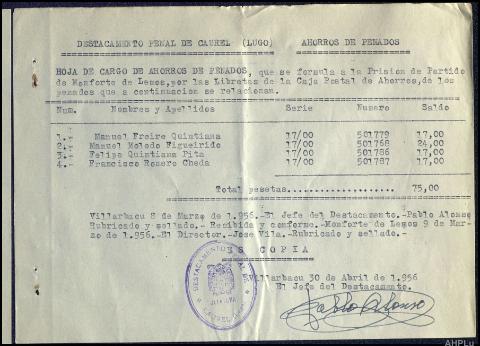 DESTACAMENTO PENAL DE CAUREL (LUGO) AHORROS DE PENADOS
HOJA DE CARGO DE AHORROS DE PENADOS, que se formula a la Prision de Partido
de Monforte de Lemos, por las Libretas de la Caja Postal de Ahorros, de los
penados que a continuacion se relacionan.
Num. Nombres y Apellidos Serie Numero Saldo
1.- Manuel Freire Quintiana 17/00 501779 17,00
2.- Manuel Moledo Figueirido 17/00 501768 24,00
3.- Felipe Quintiana Pita 17/00 501786 17,00
4.- Francisco Romero Cheda 17/00 501787 17,00
Total pesetas.................... 75,00
Villarbacu 8 de Marzo de 1.956.-El Jefe del Destacamento.-Pablo Alonso
Rubricado y sellado.- Recibida y conforme.-Monforte de Lemos 9 de Mar-
zo de 1.956.-El Director.-Jose Vila.-Rubricado y sellado.-
ES COPIA
Villarbacu 30 de Abril de 1.956
El Jefe del Destacamento.
Pablo Alonso
AHPLu